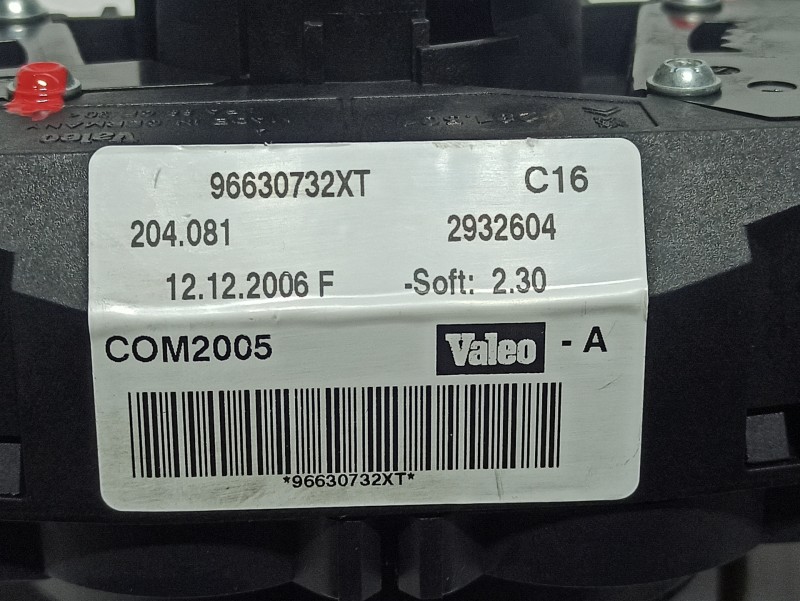 96630732XT C16
204.081 2932604
12.12.2006 F -Soft: 2.30
COM2005 Valeo - A
*96630732XT*